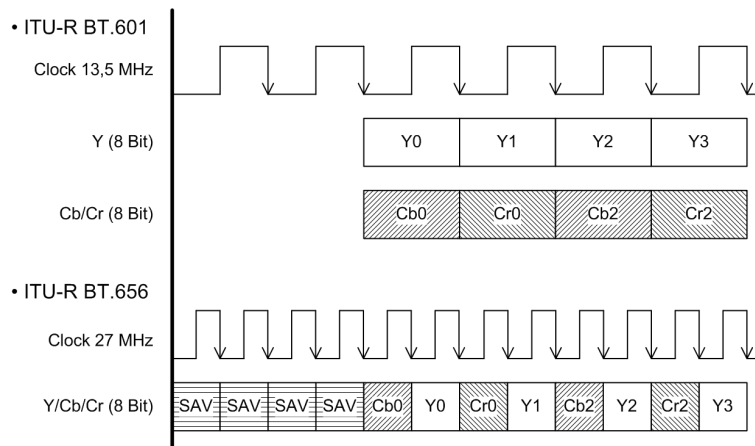 • ITU-R BT.601
Clock 13,5 MHz
Y (8 Bit) Y0 Y1 Y2 Y3
Cb/Cr (8 Bit) Cb0 Cr0 Cb2 Cr2
• ITU-R BT.656
Clock 27 MHz
Y/Cb/Cr (8 Bit) SAV SAV SAV SAV Cb0 Y0 Cr0 Y1 Cb2 Y2 Cr2 Y3